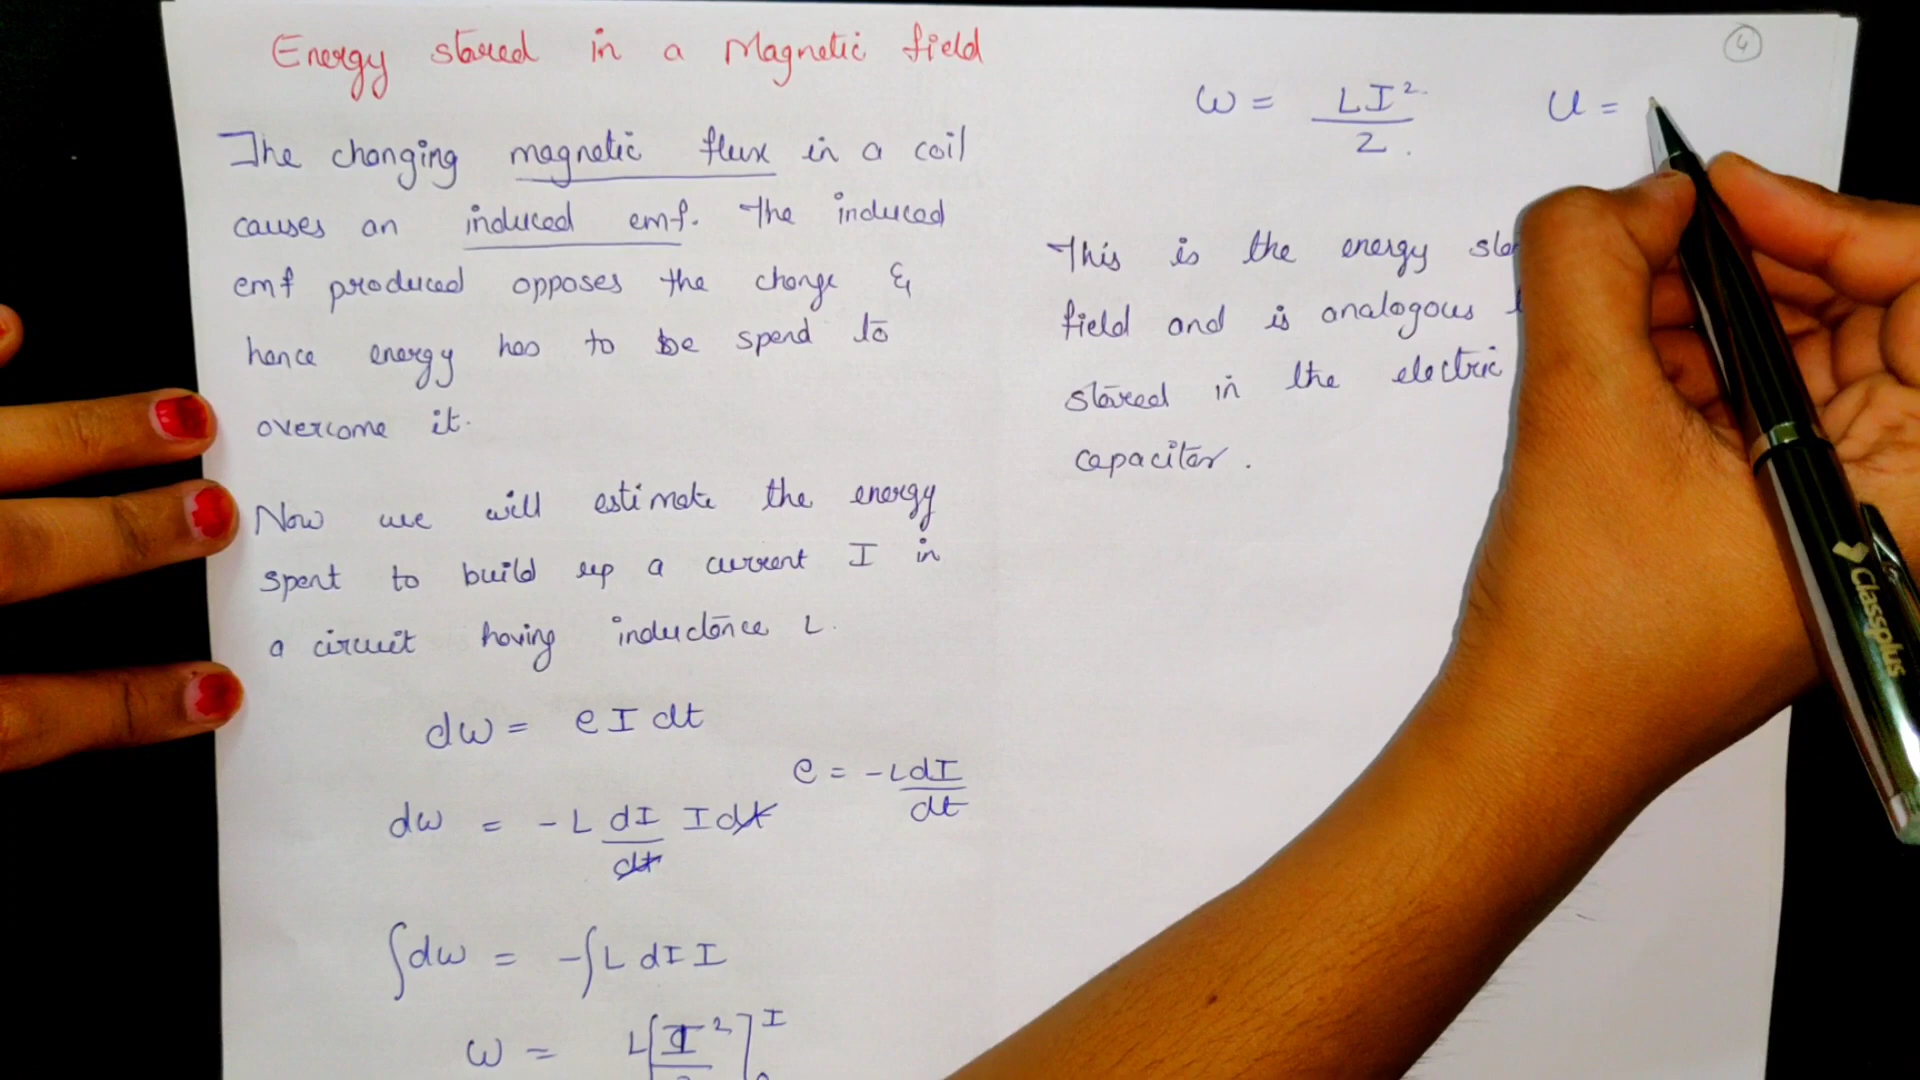 Energy stored in a Magnetic field
The changing magnetic flux in a coil
causes an induced emf. The induced
emf produced opposes the change &
hence energy has to be spend to
overcome it.
Now we will estimate the energy
spent to build up a current I in
a circuit having inductance L.
dw = e I dt
e = -L dI/dt
dw = -L dI/dt I dt
∫dw = -∫L dI I
w = L[I²/2]
4
w = LI²/2
U =
This is the energy
field and is analogous
stored in the electric
capacitor.
Classplus